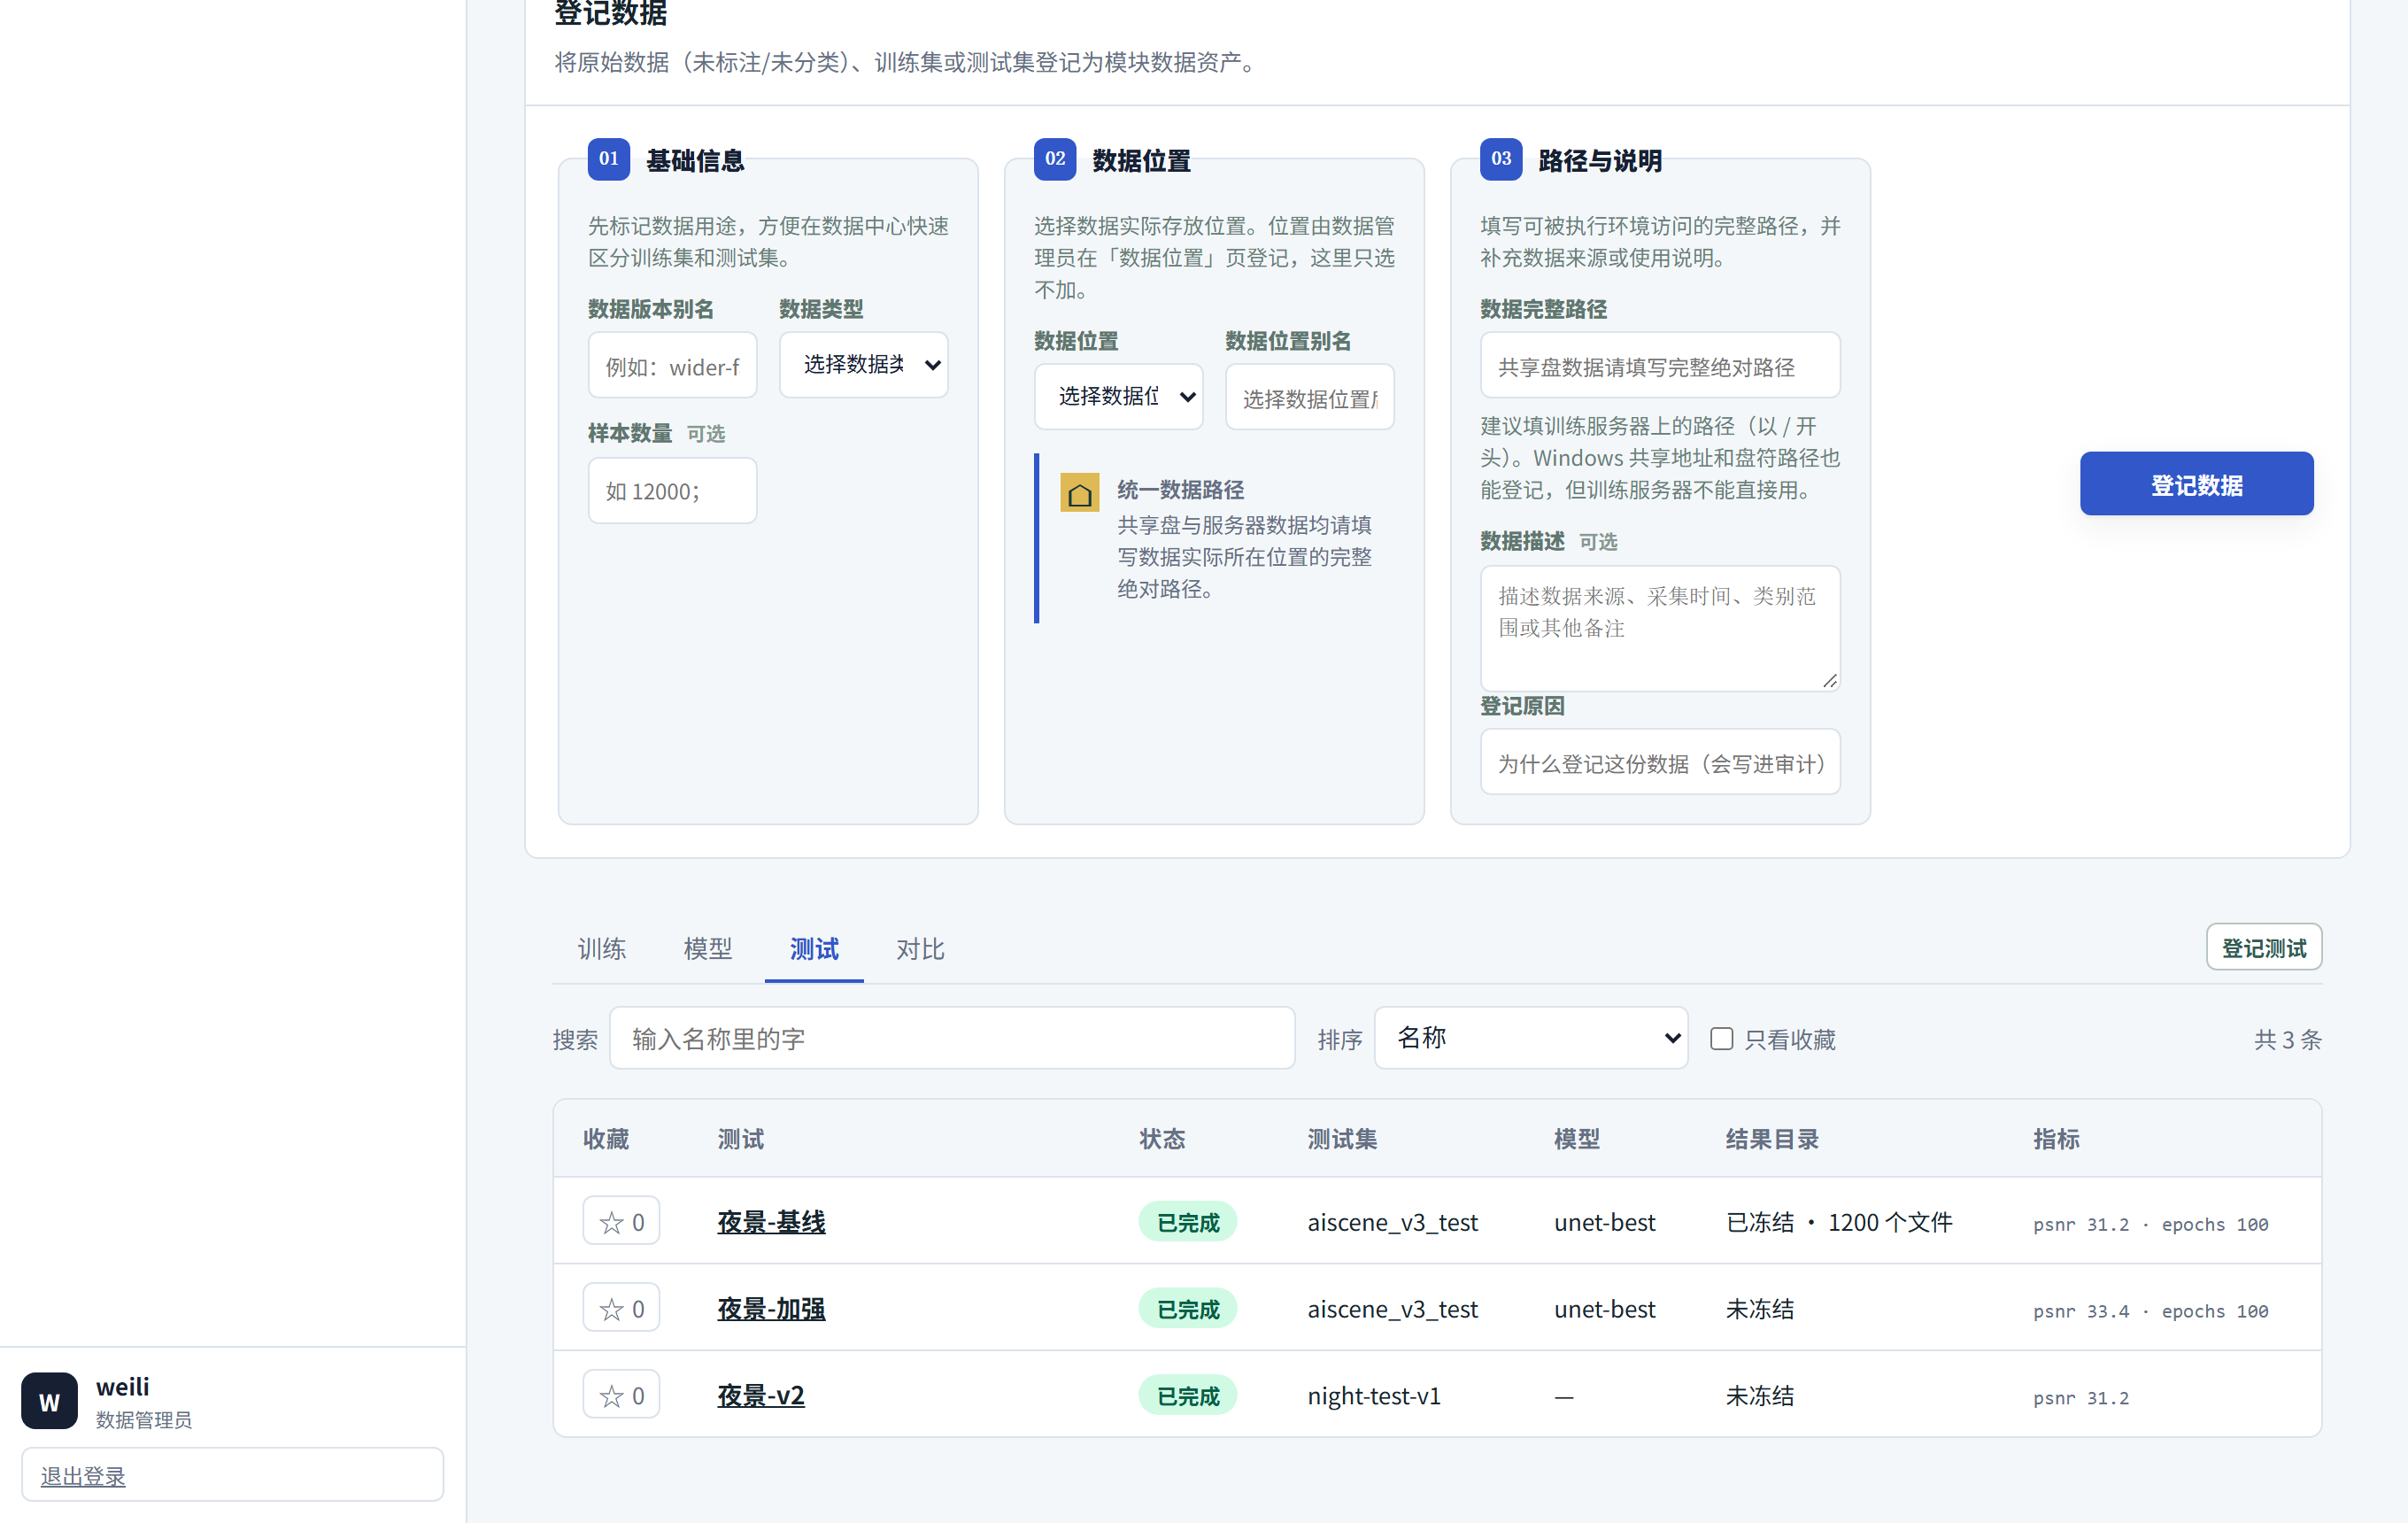 登记数据
将原始数据（未标注/未分类）、训练集或测试集登记为模块数据资产。
01 基础信息
先标记数据用途，方便在数据中心快速
区分训练集和测试集。
数据版本别名 数据类型
例如：wider-f 选择数据类
样本数量 可选
如 12000；
02 数据位置
选择数据实际存放位置。位置由数据管
理员在「数据位置」页登记，这里只选
不加。
数据位置 数据位置别名
选择数据位 选择数据位置
统一数据路径
共享盘与服务器数据均请填
写数据实际所在位置的完整
绝对路径。
03 路径与说明
填写可被执行环境访问的完整路径，并
补充数据来源或使用说明。
数据完整路径
共享盘数据请填写完整绝对路径
建议填训练服务器上的路径（以 / 开
头）。Windows 共享地址和盘符路径也
能登记，但训练服务器不能直接用。
数据描述 可选
描述数据来源、采集时间、类别范
围或其他备注
登记原因
为什么登记这份数据（会写进审计）
登记数据
训练 模型 测试 对比 登记测试
搜索 输入名称里的字 排序 名称 只看收藏 共 3 条
收藏 测试 状态 测试集 模型 结果目录 指标
☆ 0 夜景-基线 已完成 aiscene_v3_test unet-best 已冻结 · 1200 个文件 psnr 31.2 · epochs 100
☆ 0 夜景-加强 已完成 aiscene_v3_test unet-best 未冻结 psnr 33.4 · epochs 100
☆ 0 夜景-v2 已完成 night-test-v1 — 未冻结 psnr 31.2
W weili
数据管理员
退出登录